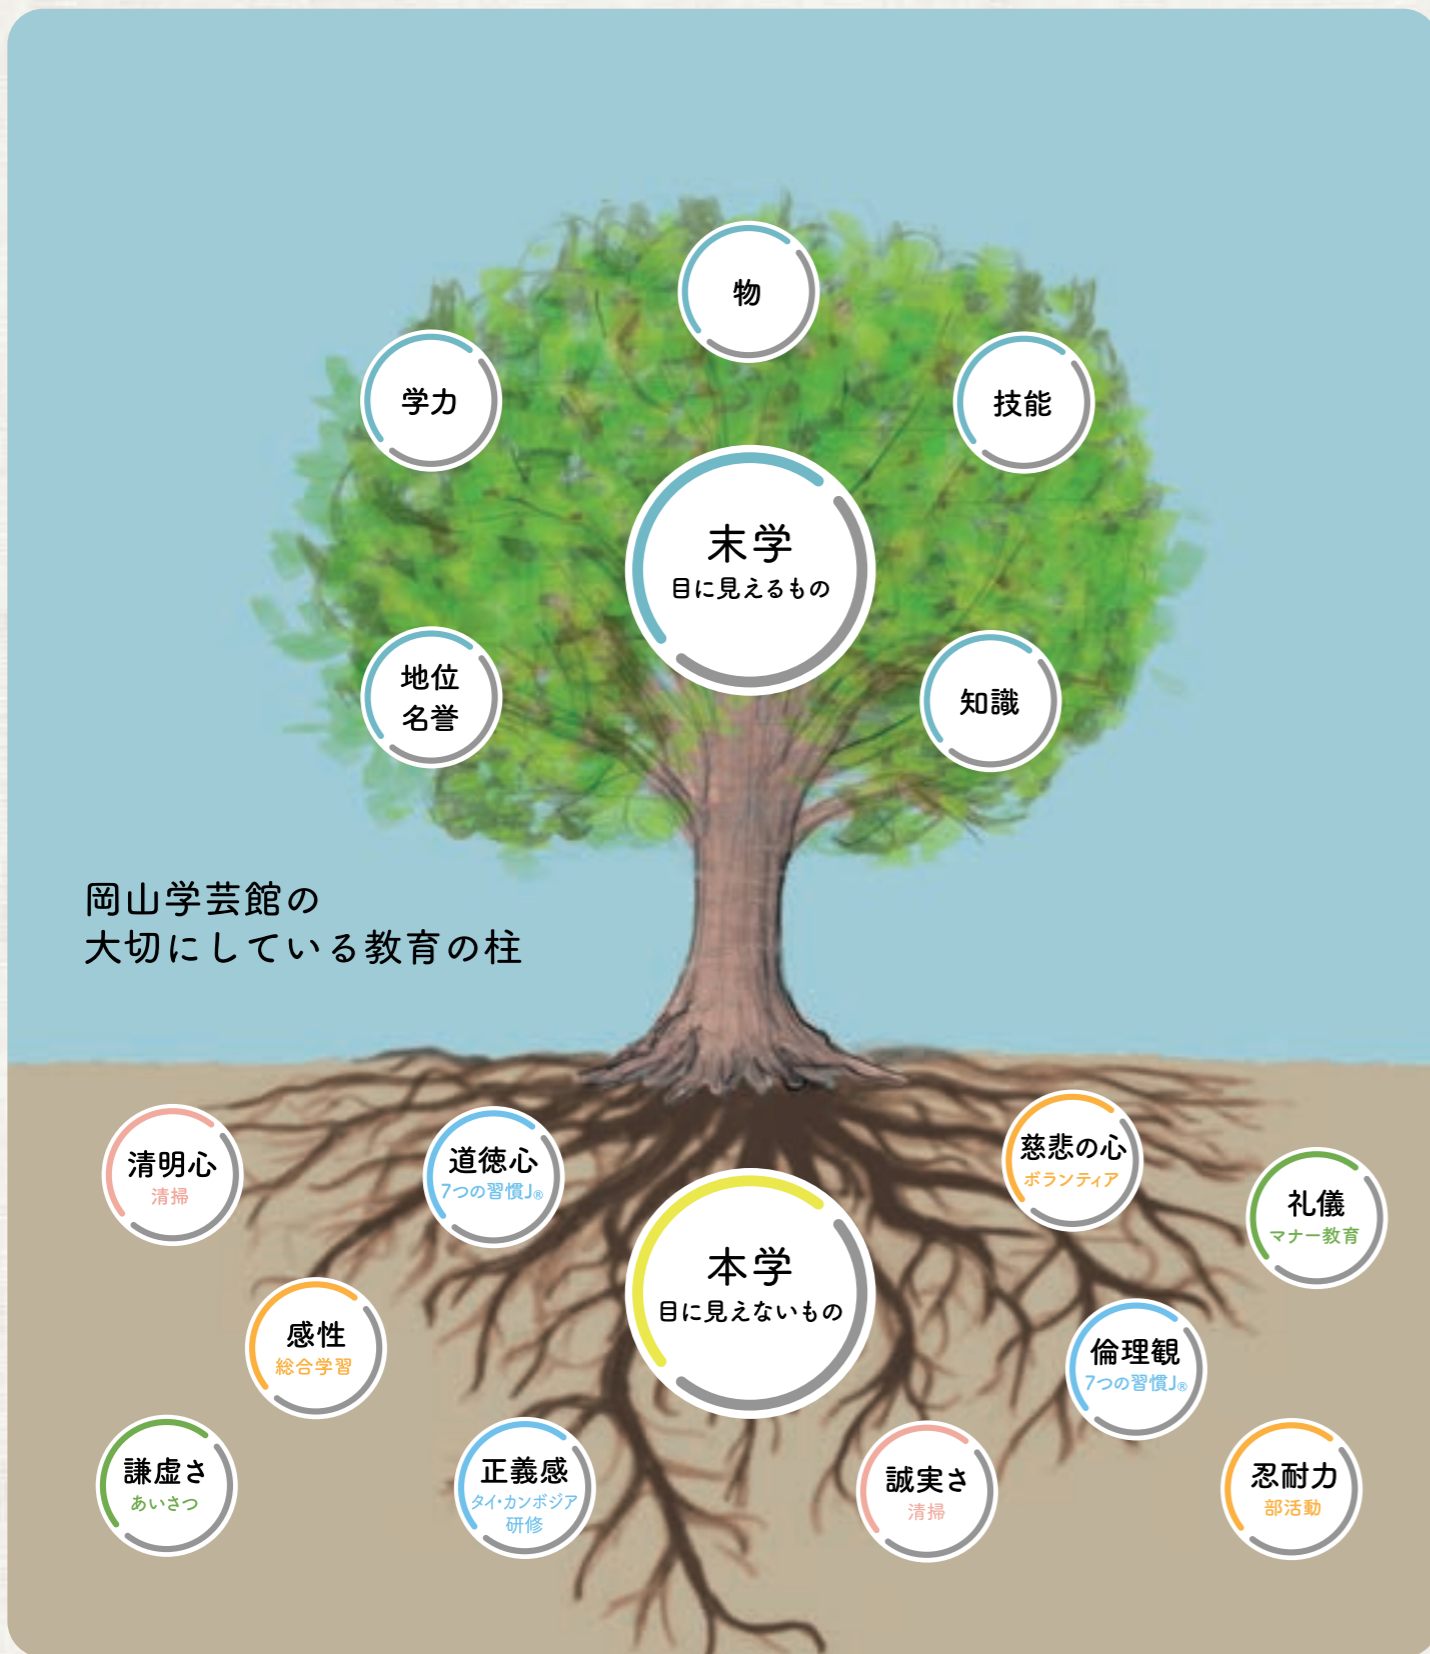 物
学力
技能
末学
目に見えるもの
地位
名誉
知識
岡山学芸館の
大切にしている教育の柱
清明心
清掃
道徳心
7つの習慣J®
慈悲の心
ボランティア
礼儀
マナー教育
本学
目に見えないもの
感性
総合学習
倫理観
7つの習慣J®
謙虚さ
あいさつ
正義感
タイ・カンボジア
研修
誠実さ
清掃
忍耐力
部活動